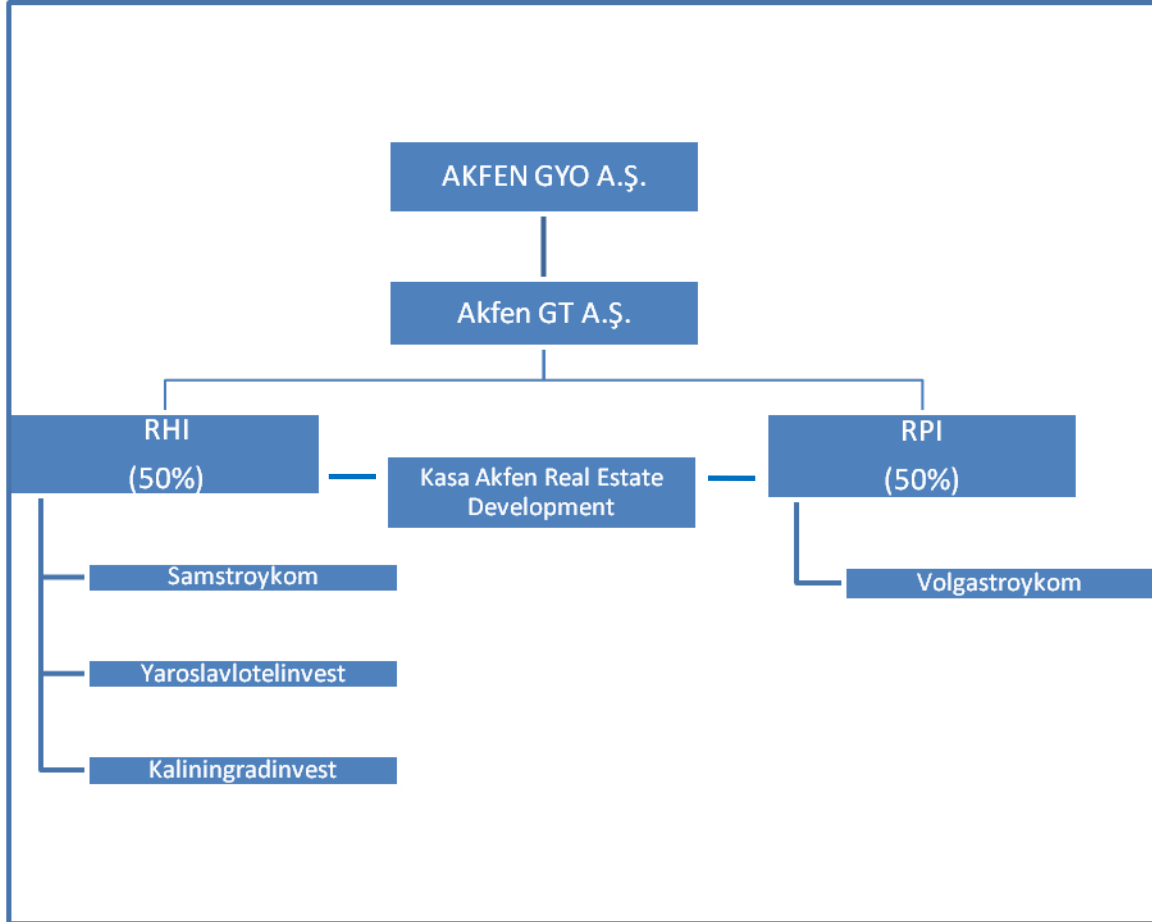 AKFEN GYO A.Ş.
Akfen GT A.Ş.
RHI
(50%)
Kasa Akfen Real Estate
Development
RPI
(50%)
Samstroykom
Volgastroykom
Yaroslavlotelinvest
Kaliningradinvest